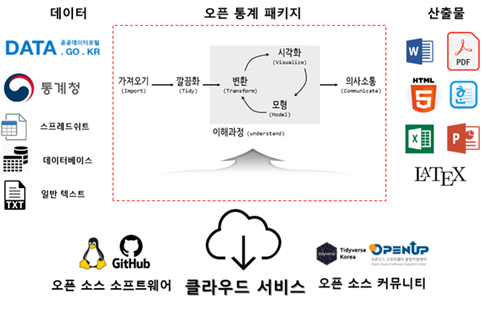 데이터
오픈 통계 패키지
산출물
DATA 공공데이터포털
.GO.KR
통계청
스프레드쉬트
데이터베이스
TXT
일반 텍스트
가져오기
(Import)
깔끔화
(Tidy)
변환
(Transform)
시각화
(Visualize)
모형
(Model)
의사소통
(Communicate)
이해과정 (understand)
W
PDF
HTML
5
한
X
P
LATEX
GitHub
오픈 소스 소프트웨어
클라우드 서비스
tidyverse
Tidyverse
Korea
OPENUP
오픈 소스 커뮤니티